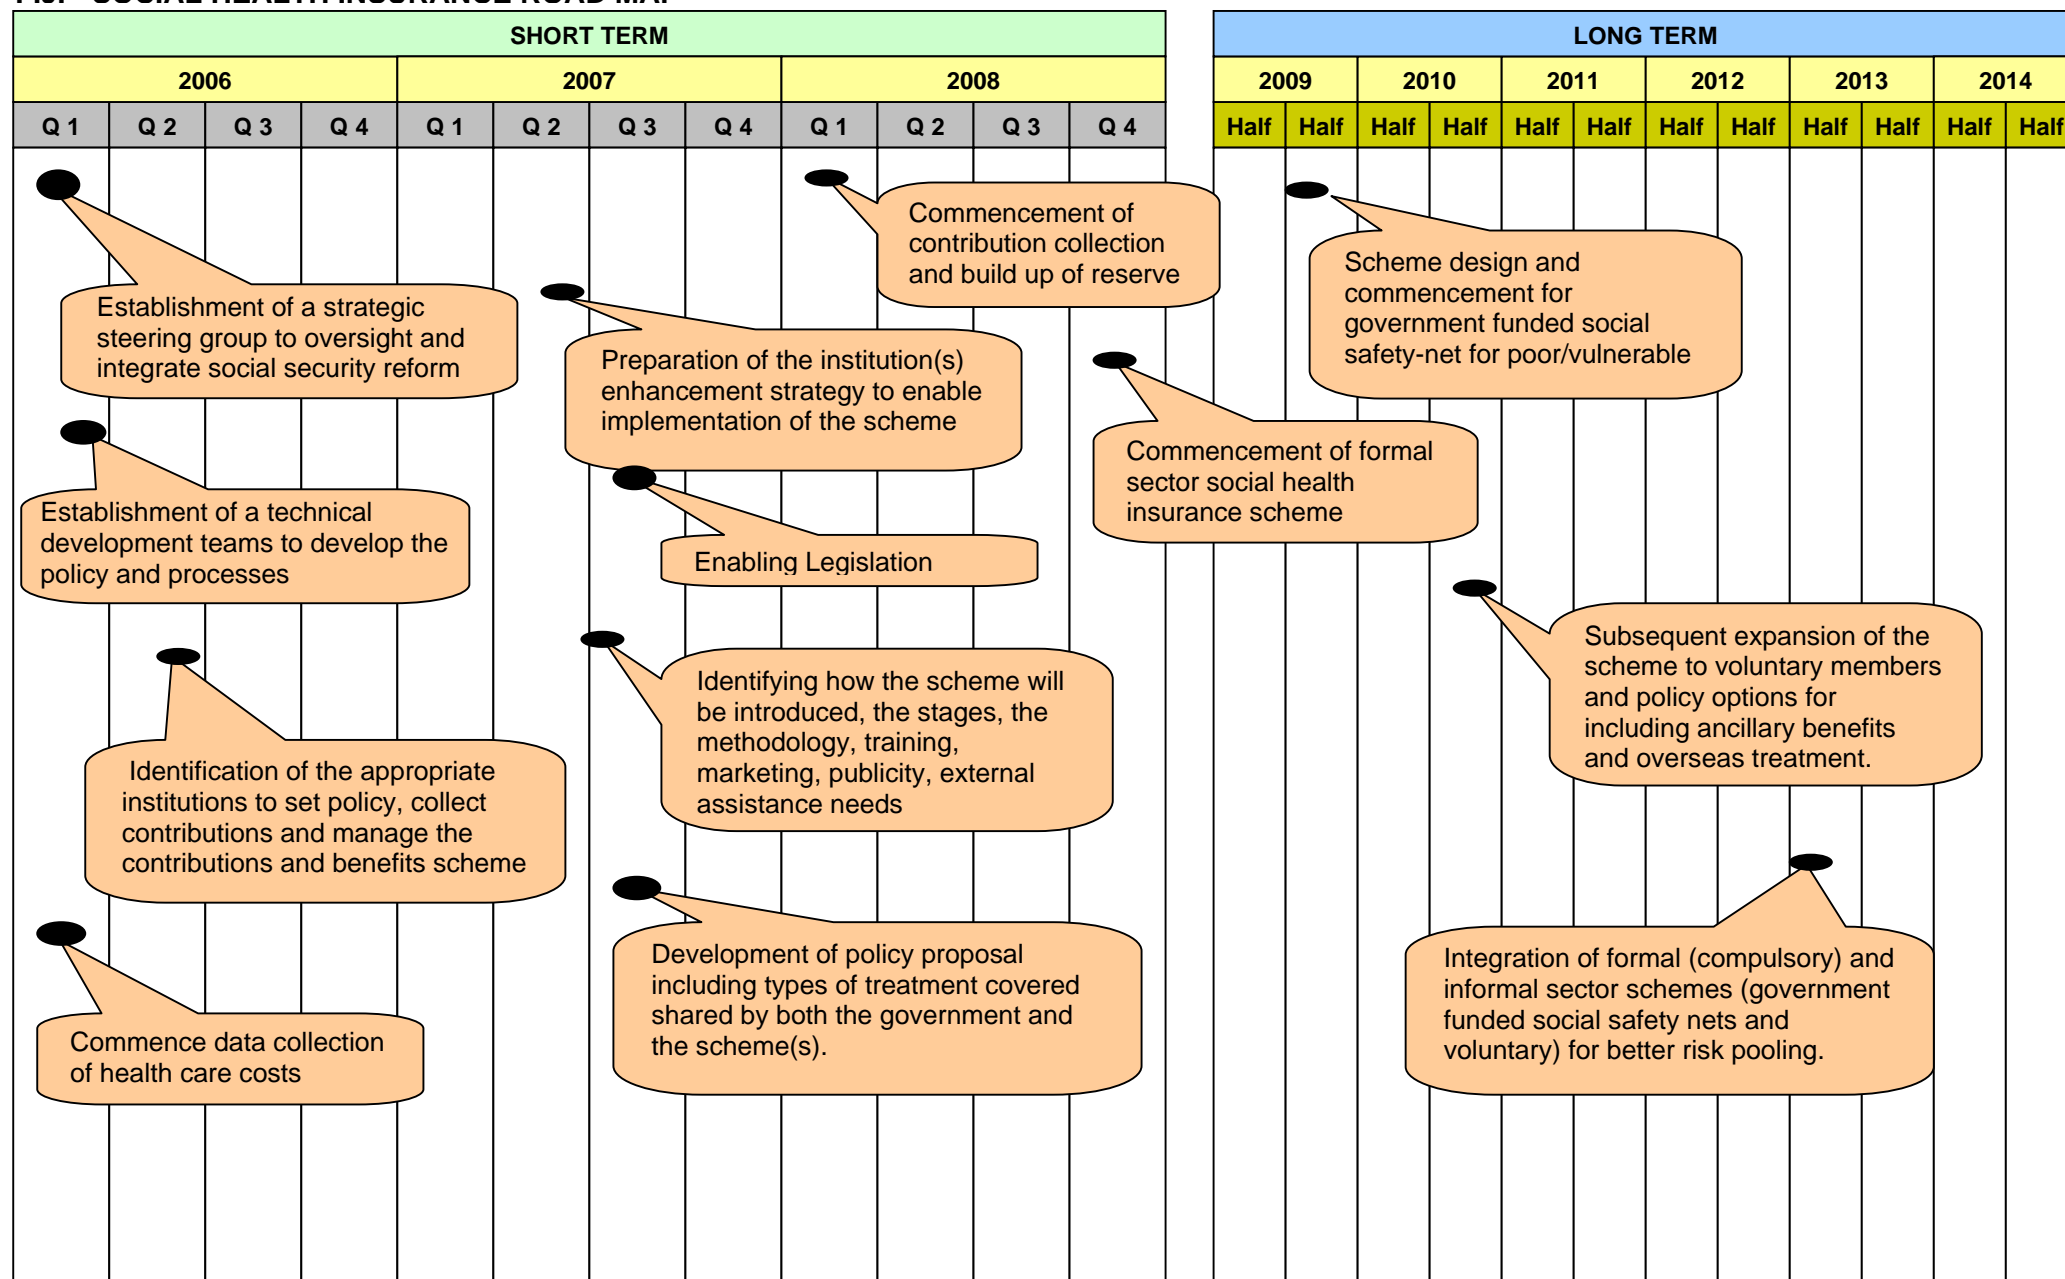 SOCIAL HEALTH INSURANCE ROAD MAP
SHORT TERM
LONG TERM
2006 2007 2008
2009 2010 2011 2012 2013 2014
Q 1 Q 2 Q 3 Q 4 Q 1 Q 2 Q 3 Q 4 Q 1 Q 2 Q 3 Q 4
Half Half Half Half Half Half Half Half Half Half Half Half
Establishment of a strategic
steering group to oversight and
integrate social security reform
Establishment of a technical
development teams to develop the
policy and processes
Identification of the appropriate
institutions to set policy, collect
contributions and manage the
contributions and benefits scheme
Commence data collection
of health care costs
Preparation of the institution(s)
enhancement strategy to enable
implementation of the scheme
Enabling Legislation
Identifying how the scheme will
be introduced, the stages, the
methodology, training,
marketing, publicity, external
assistance needs
Development of policy proposal
including types of treatment covered
shared by both the government and
the scheme(s).
Commencement of
contribution collection
and build up of reserve
Commencement of formal
sector social health
insurance scheme
Scheme design and
commencement for
government funded social
safety-net for poor/vulnerable
Subsequent expansion of the
scheme to voluntary members
and policy options for
including ancillary benefits
and overseas treatment.
Integration of formal (compulsory) and
informal sector schemes (government
funded social safety nets and
voluntary) for better risk pooling.